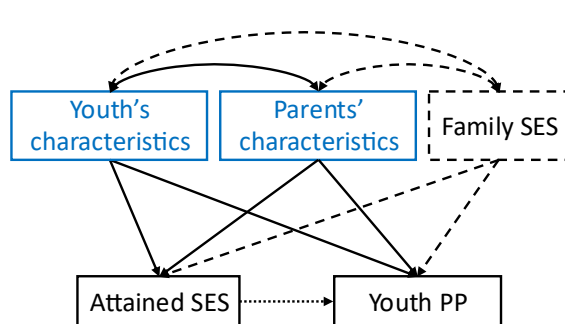 Youth's
characteristics
Parents'
characteristics
Family SES
Attained SES
Youth PP